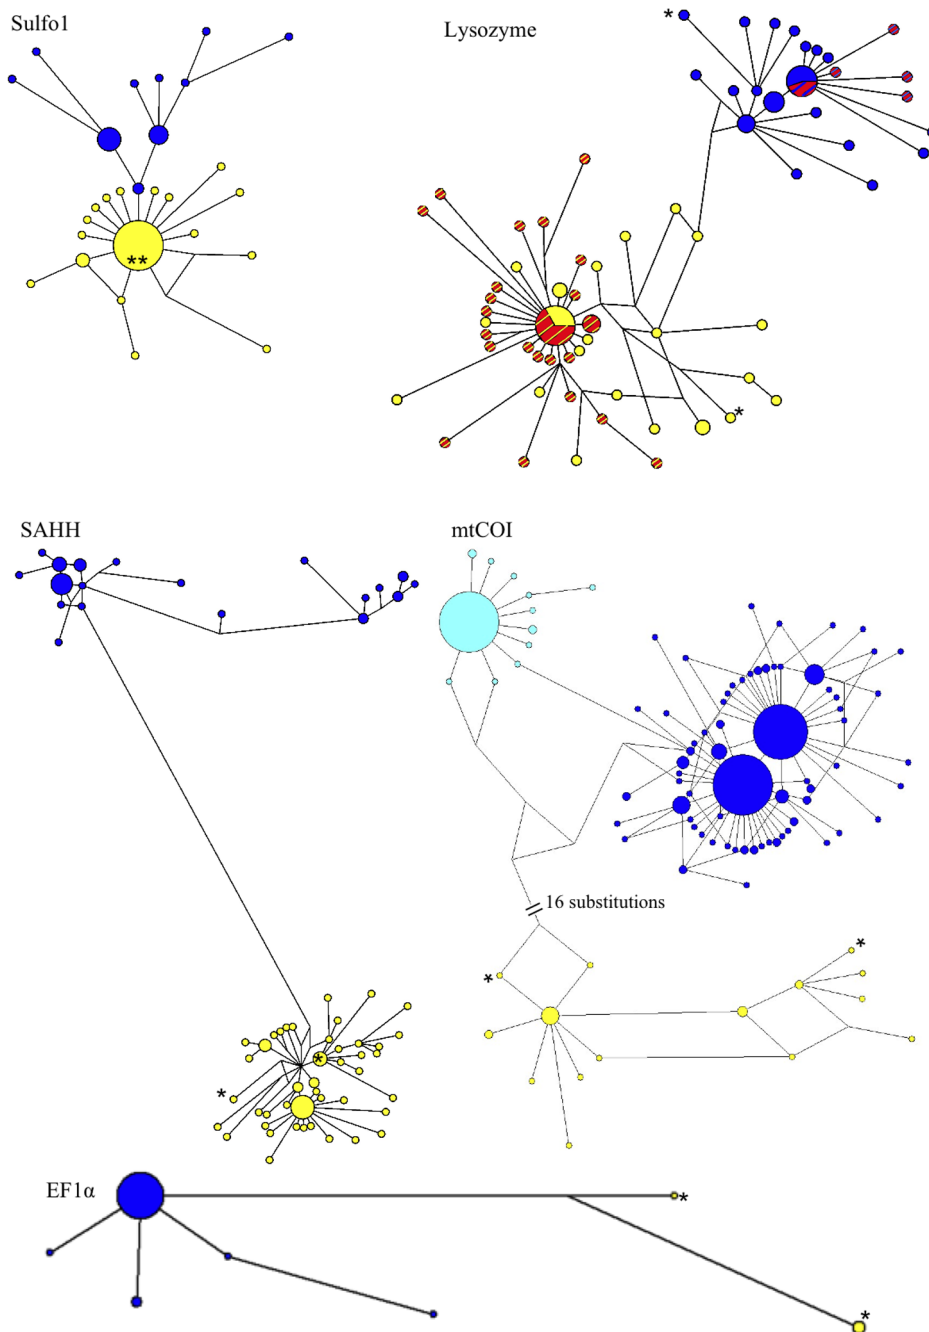 Sulfo1
Lysozyme
*
**
*
SAHH
mtCOI
16 substitutions
*
*
*
*
EF1α
*
*